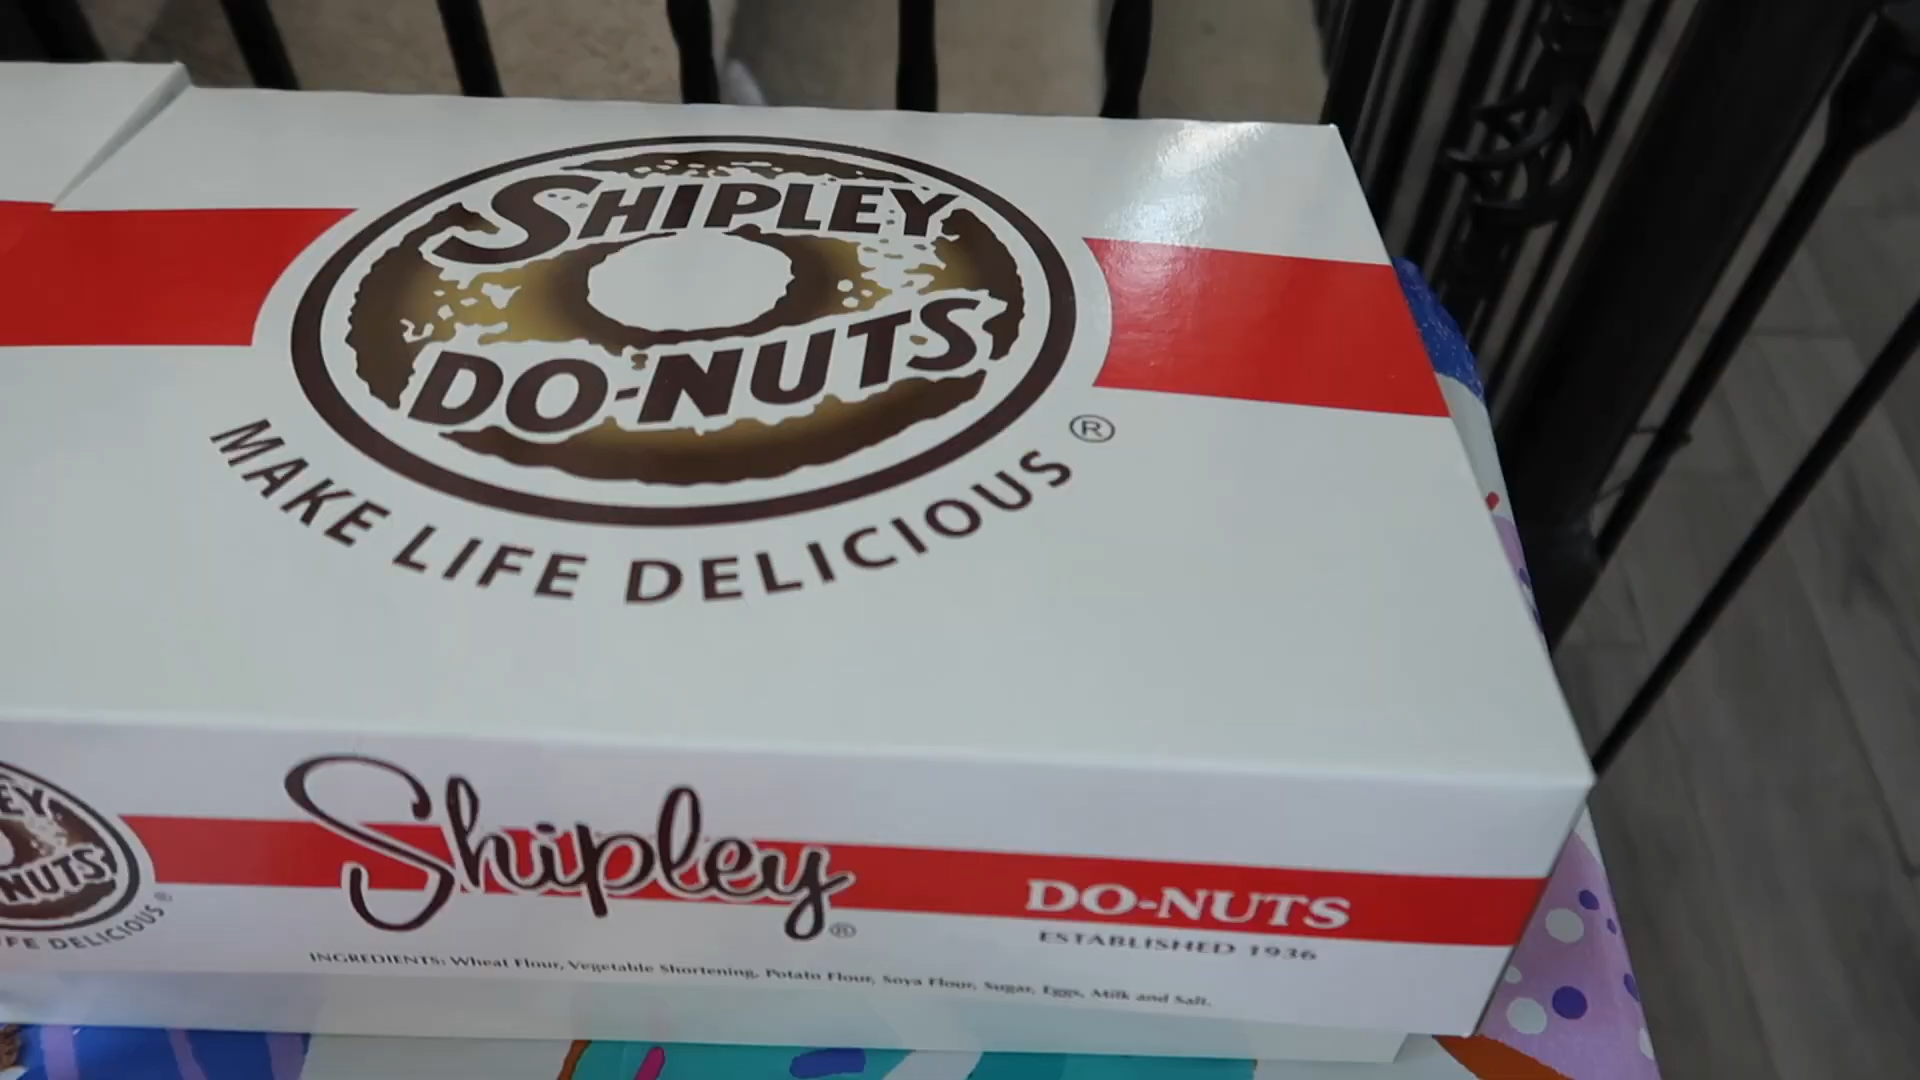 SHIPLEY
DO-NUTS
MAKE LIFE DELICIOUS ®
EY
NUTS
FE DELICIOUS ®
Shipley ®
DO-NUTS
ESTABLISHED 1936
INGREDIENTS: Wheat Flour, Vegetable Shortening, Potato Flour, Soya Flour, Sugar, Eggs, Milk and Salt.